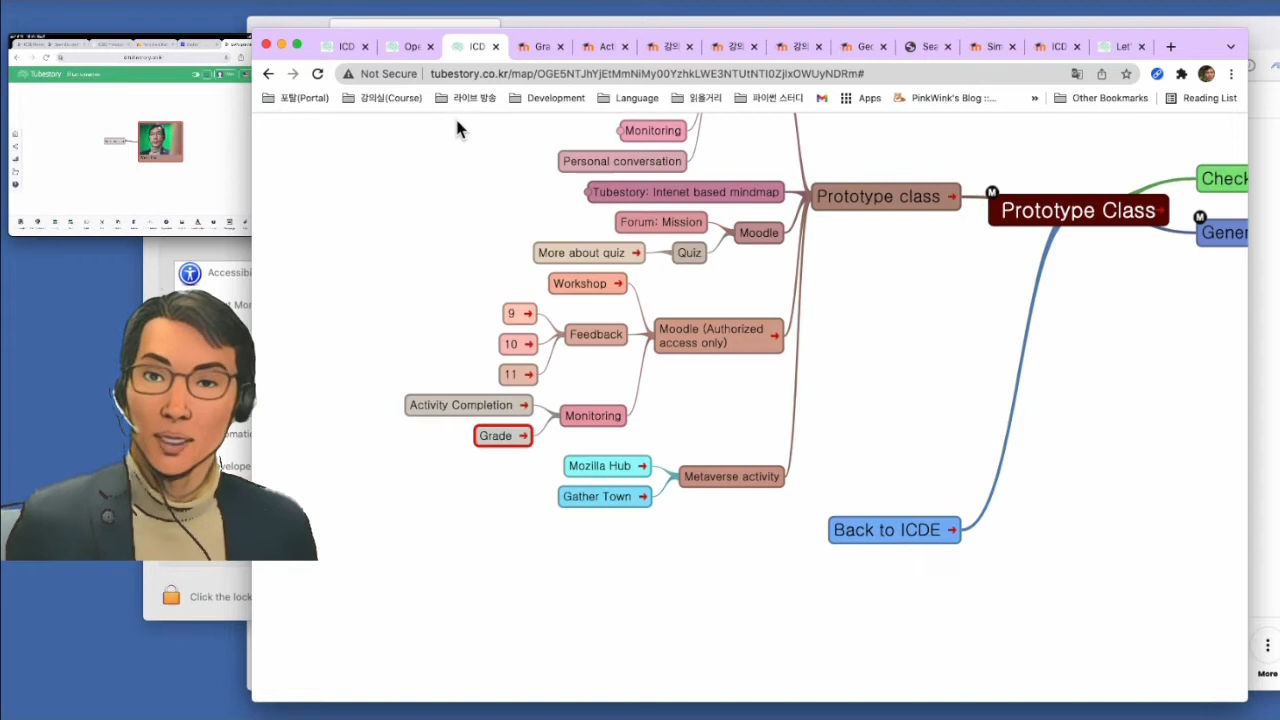 Tubestory
ICD
Ope
ICD
Gra
Act
강의
강의
강의
Sec
ICD
Let'
Not Secure
tubestory.co.kr/map/OGE5NTJhYjEtMmNiMy00YzhkLWE3NTUtNTI0ZjIxOWUyNDRm#
포탈(Portal)
강의실(Course)
라이브 방송
Development
Language
읽을거리
파이썬 스터디
Apps
PinkWink's Blog ::...
»
Other Bookmarks
Reading List
Monitoring
Personal conversation
Tubestory: Intenet based mindmap
Prototype class
M
Prototype Class
Check
M
Gener
Forum: Mission
Moodle
More about quiz
Quiz
Workshop
9
Feedback
Moodle (Authorized
access only)
10
11
Activity Completion
Monitoring
Grade
Mozilla Hub
Metaverse activity
Gather Town
Back to ICDE
Accessibi
Click the lock
More